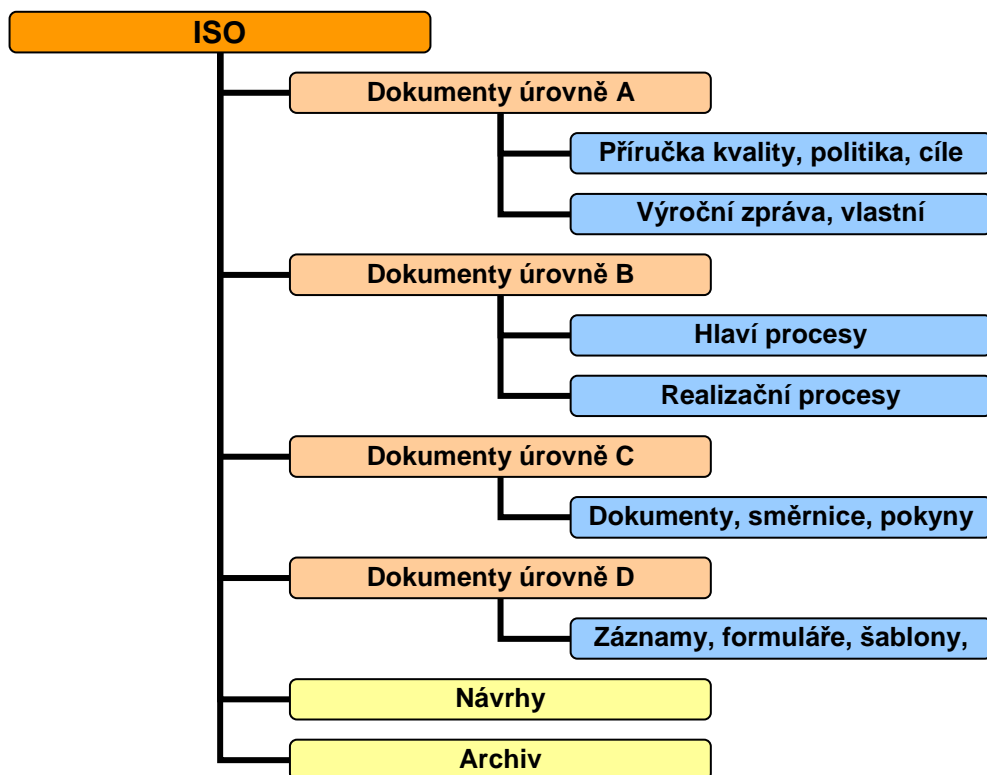 ISO
Dokumenty úrovně A
Příručka kvality, politika, cíle
Výroční zpráva, vlastní
Dokumenty úrovně B
Hlaví procesy
Realizační procesy
Dokumenty úrovně C
Dokumenty, směrnice, pokyny
Dokumenty úrovně D
Záznamy, formuláře, šablony,
Návrhy
Archiv